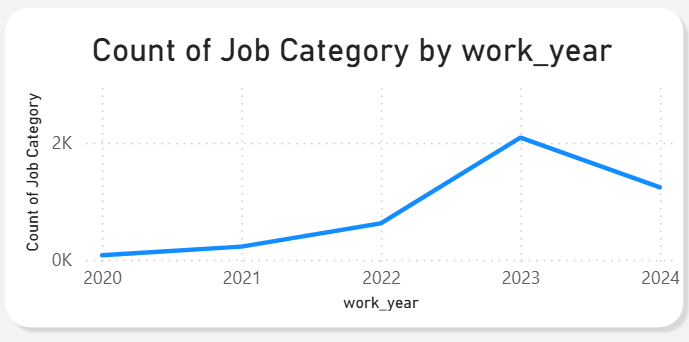 Count of Job Category by work_year
Count of Job Category
2K
0K
2020 2021 2022 2023 2024
work_year